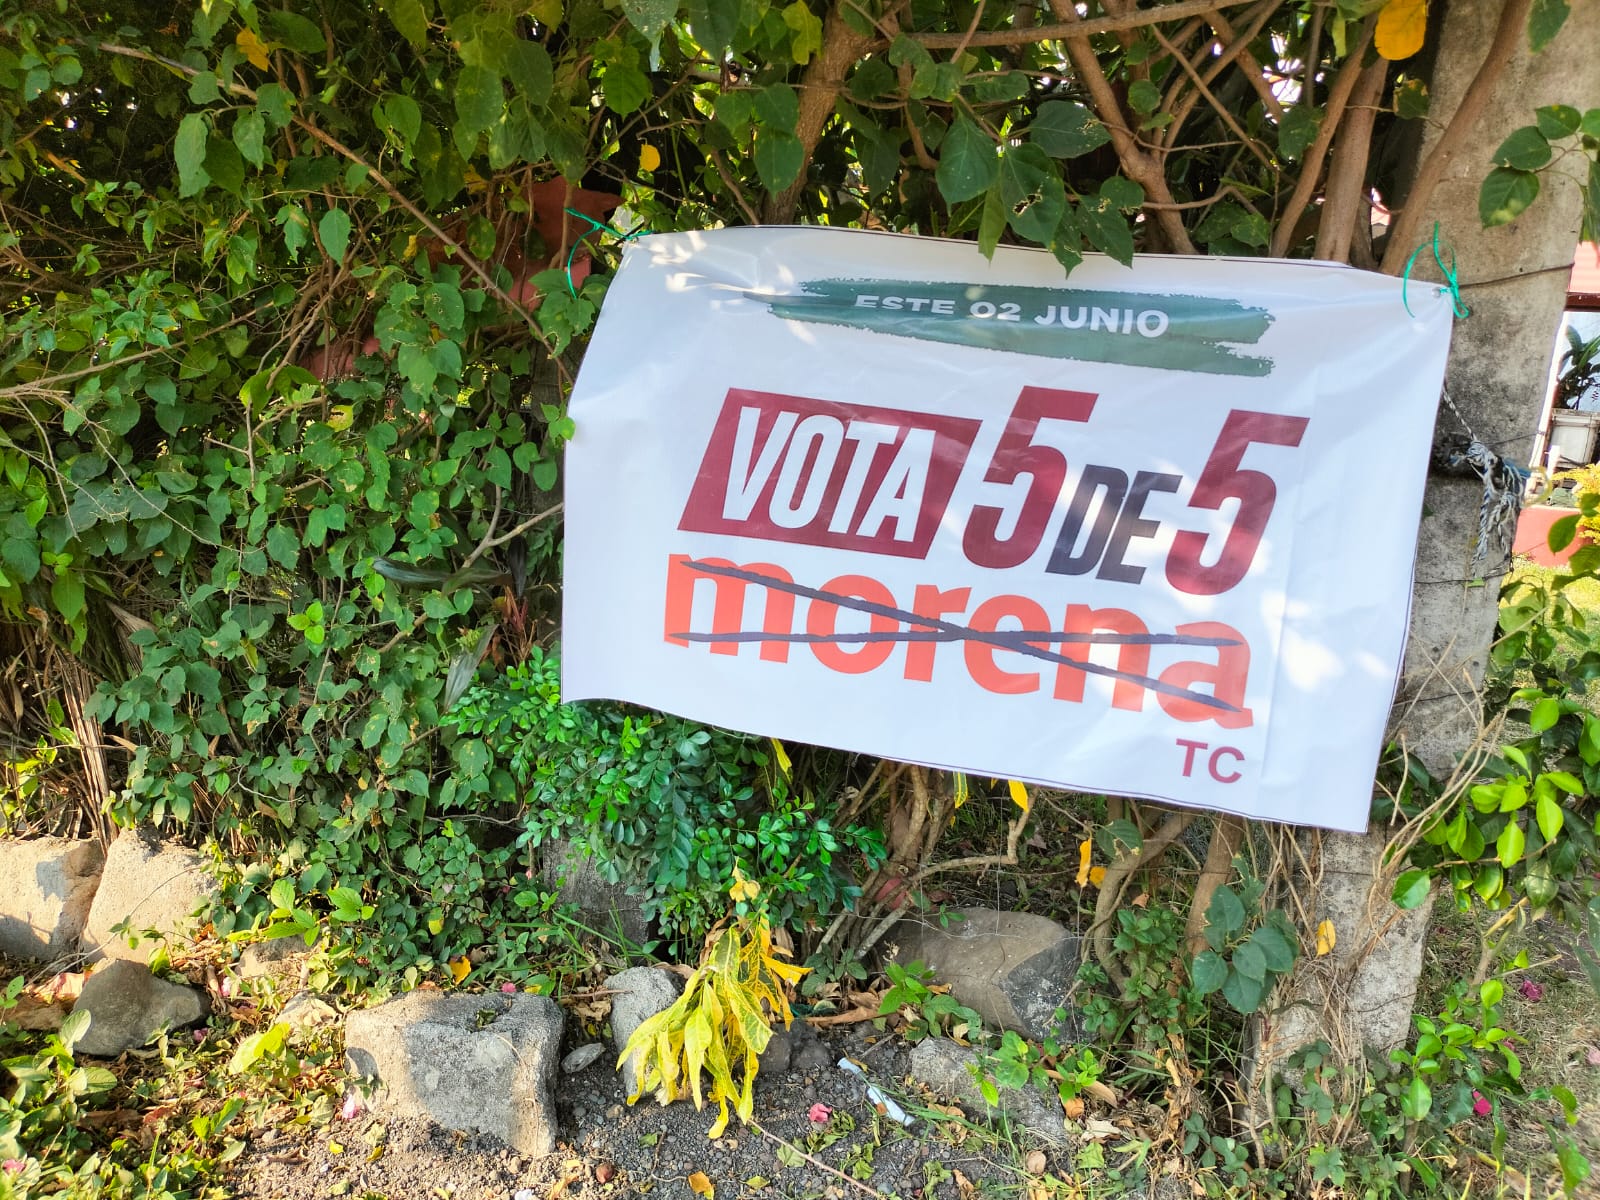 ESTE 02 JUNIO
VOTA 5 DE 5
morena
TC